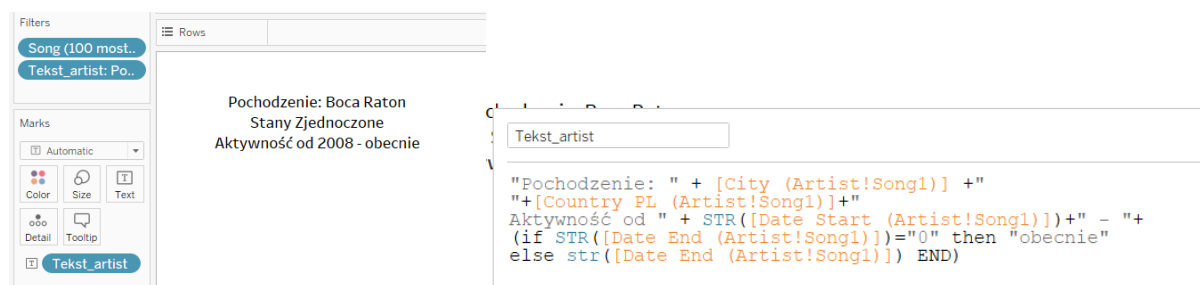 Filters
Song (100 most..
Tekst_artist: Po..
Marks
Automatic
Color Size Text
Detail Tooltip
Tekst_artist
Rows
Pochodzenie: Boca Raton
Stany Zjednoczone
Aktywność od 2008 - obecnie
Tekst_artist
"Pochodzenie: " + [City (Artist!Song1)] +"
"+[Country PL (Artist!Song1)]+"
Aktywność od " + STR([Date Start (Artist!Song1)])+" - "+
(if STR([Date End (Artist!Song1)])="0" then "obecnie"
else str([Date End (Artist!Song1)]) END)